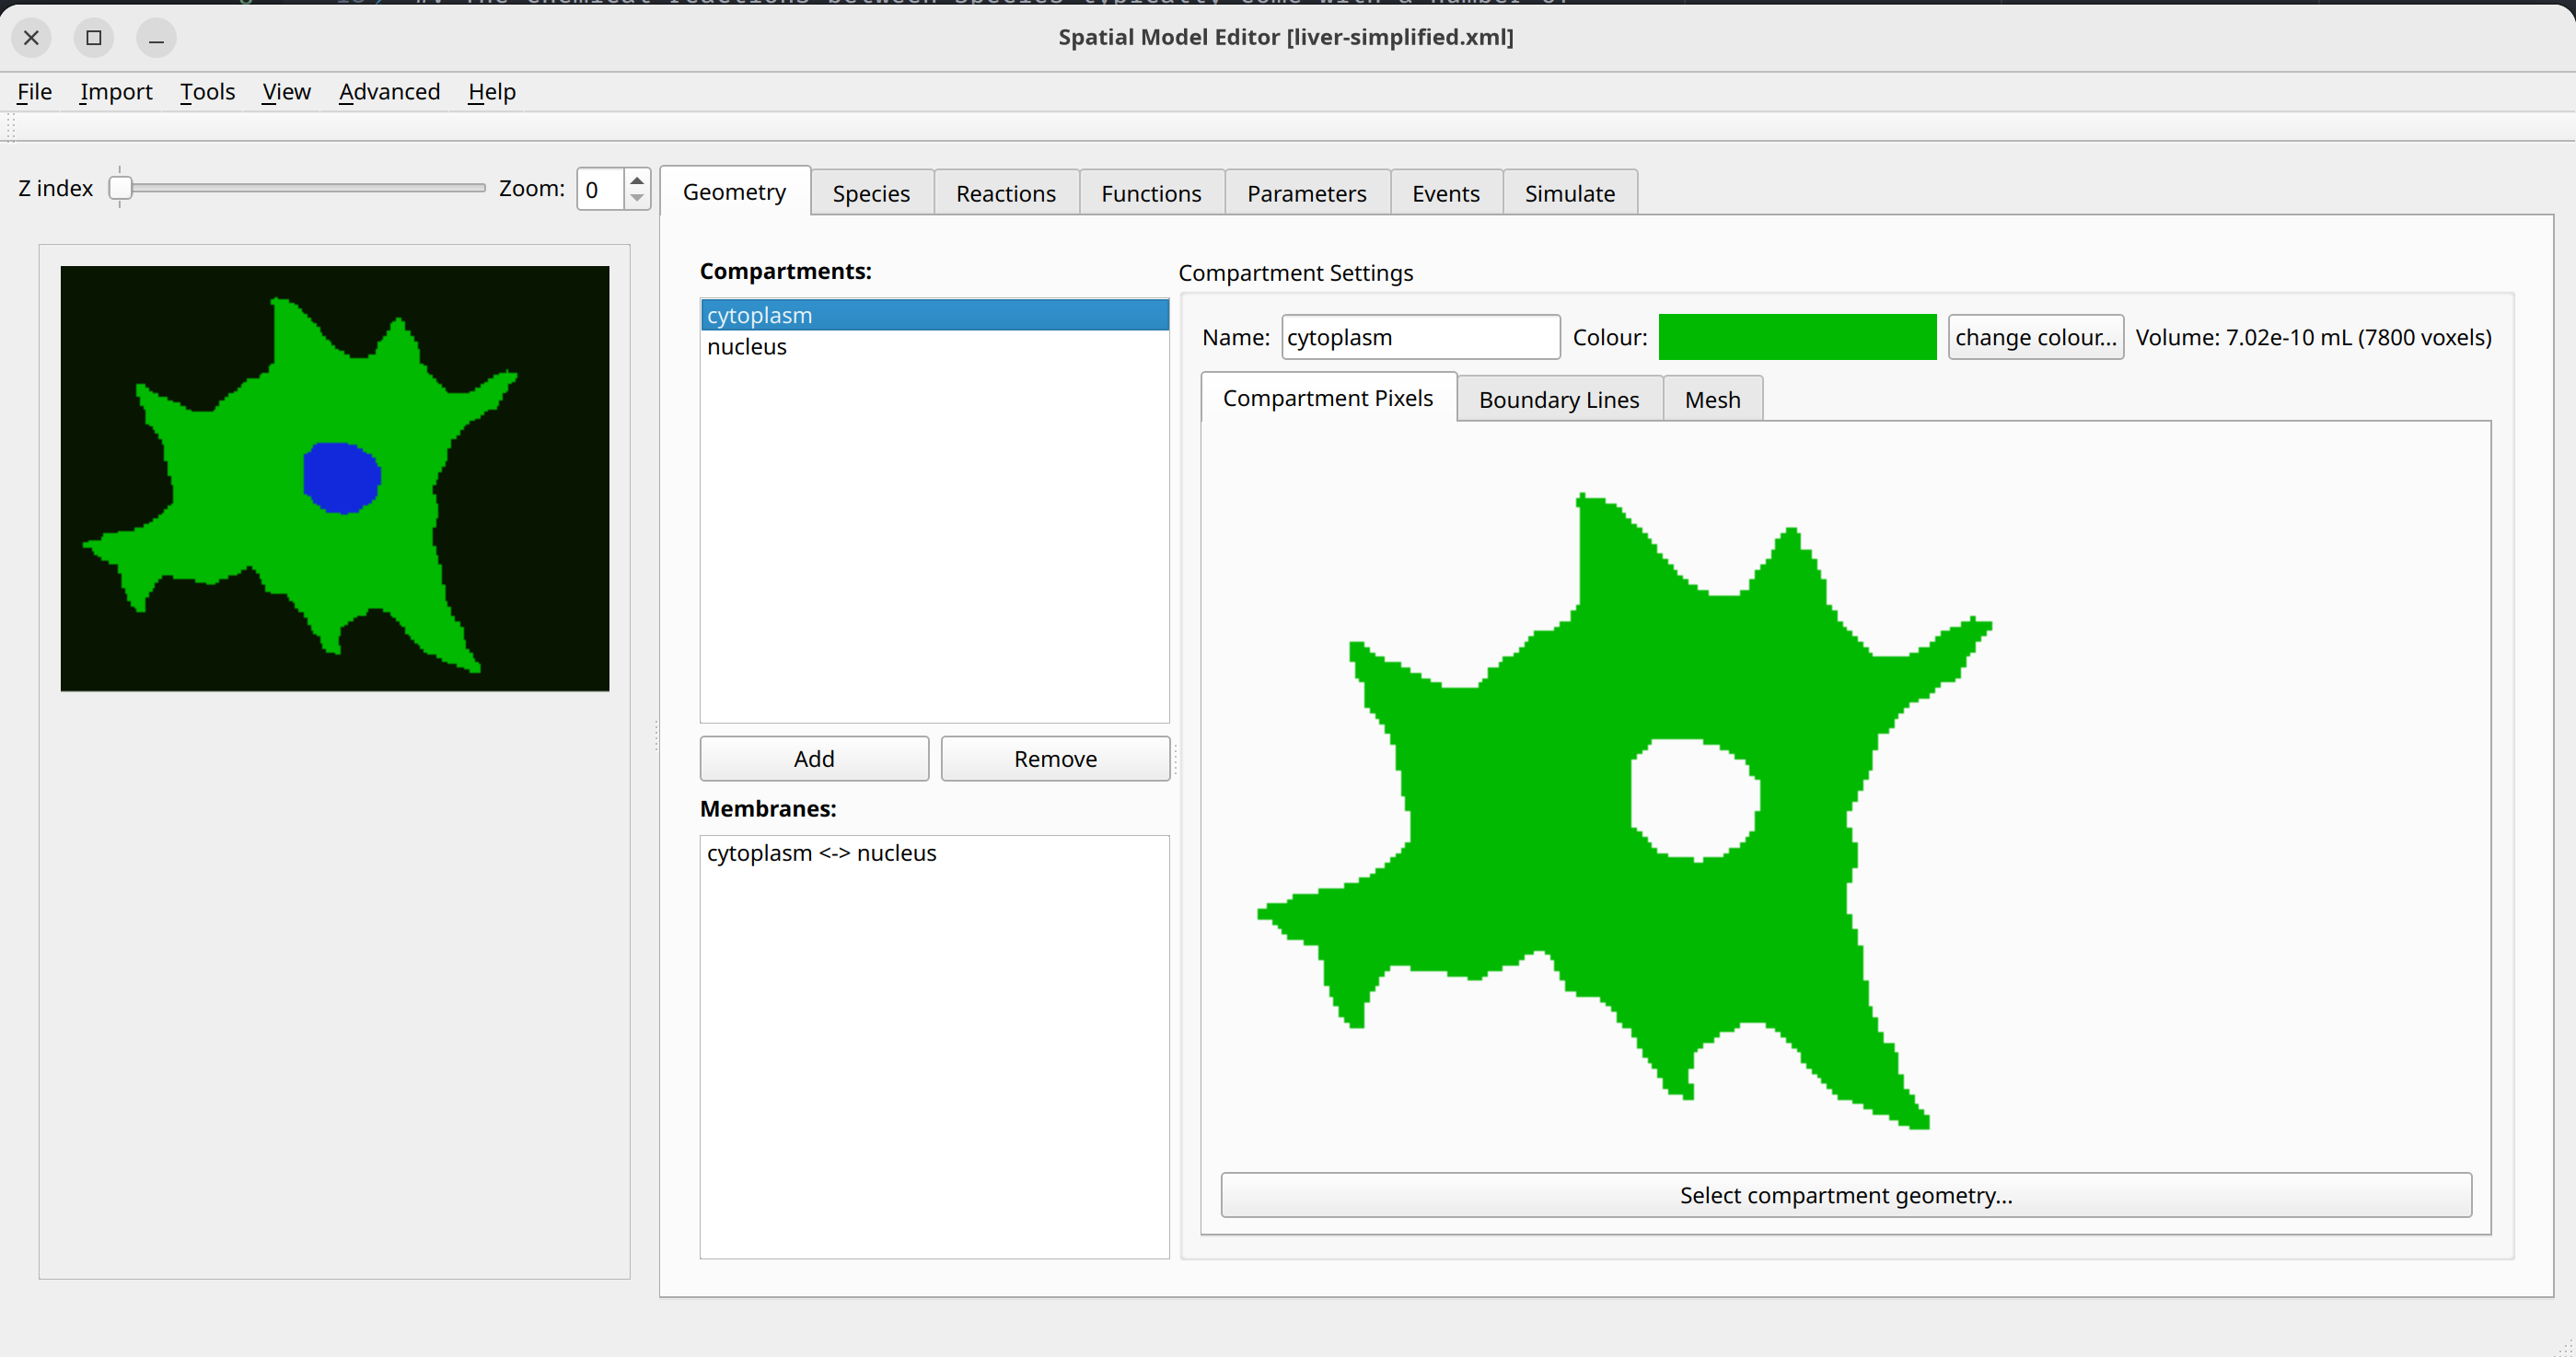 Spatial Model Editor [liver-simplified.xml]
File Import Tools View Advanced Help
Z index Zoom: 0
Geometry Species Reactions Functions Parameters Events Simulate
Compartments:
cytoplasm
nucleus
Add Remove
Membranes:
cytoplasm <-> nucleus
Compartment Settings
Name: cytoplasm Colour: change colour... Volume: 7.02e-10 mL (7800 voxels)
Compartment Pixels Boundary Lines Mesh
Select compartment geometry...